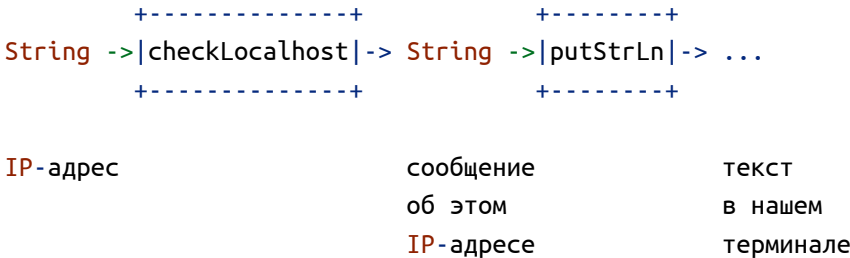 +--------------+ +--------+
String ->|checkLocalhost|-> String ->|putStrLn|-> ...
+--------------+ +--------+
IP-адрес сообщение текст
об этом в нашем
IP-адресе терминале